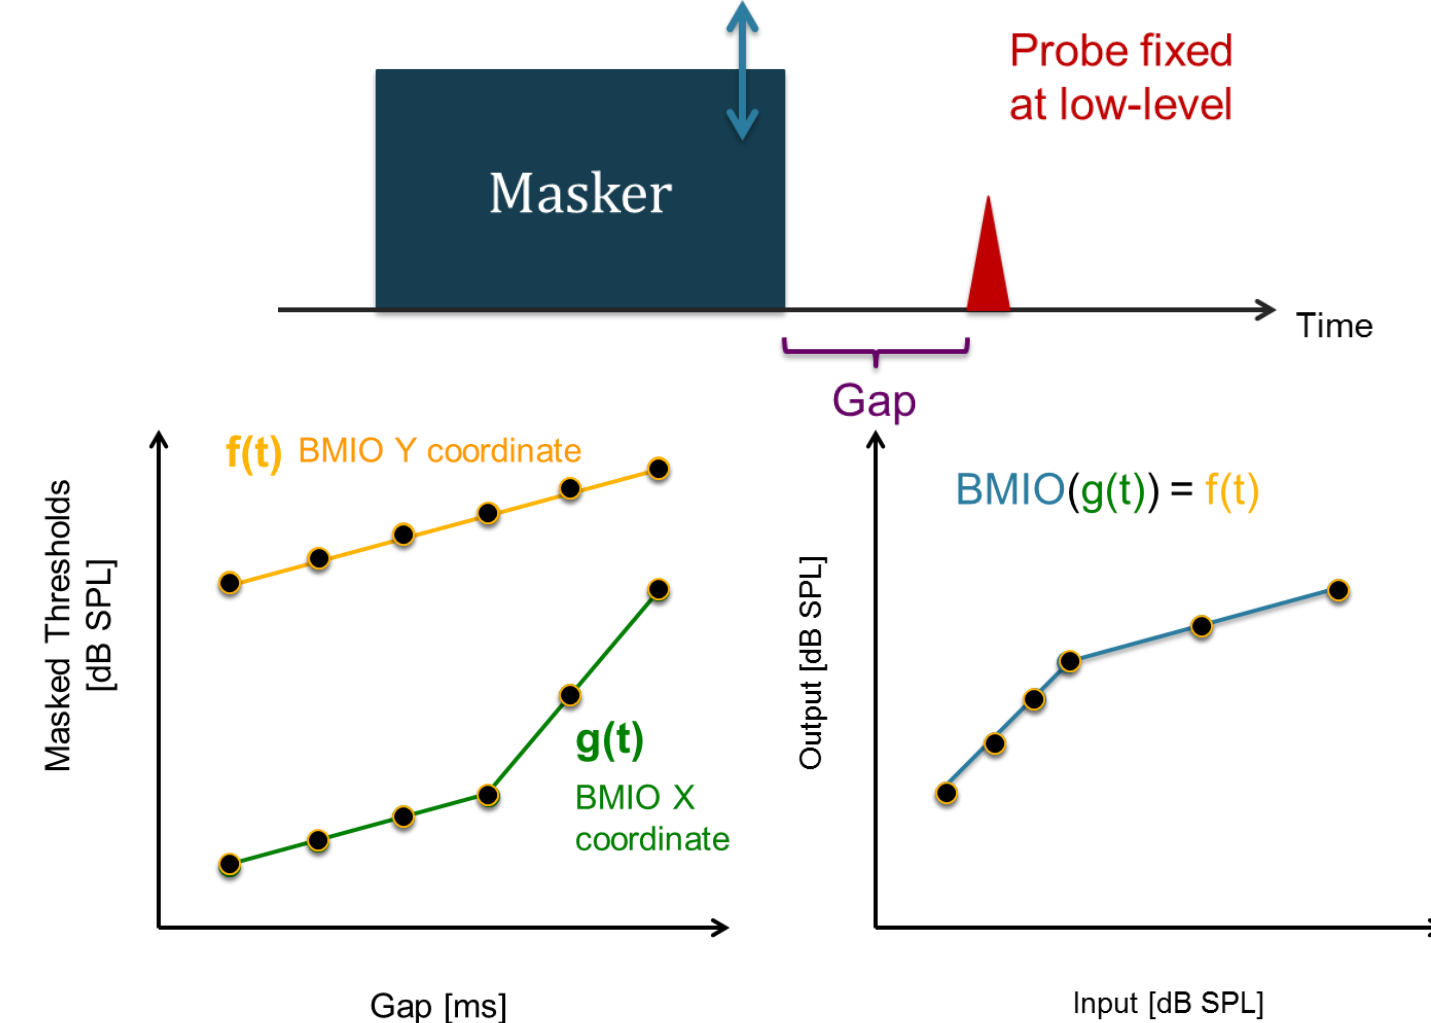 Probe fixed
at low-level
Masker
Time
Gap
f(t) BMIO Y coordinate
BMIO(g(t)) = f(t)
Masked Thresholds
[dB SPL]
g(t)
BMIO X
coordinate
Output [dB SPL]
Gap [ms]
Input [dB SPL]